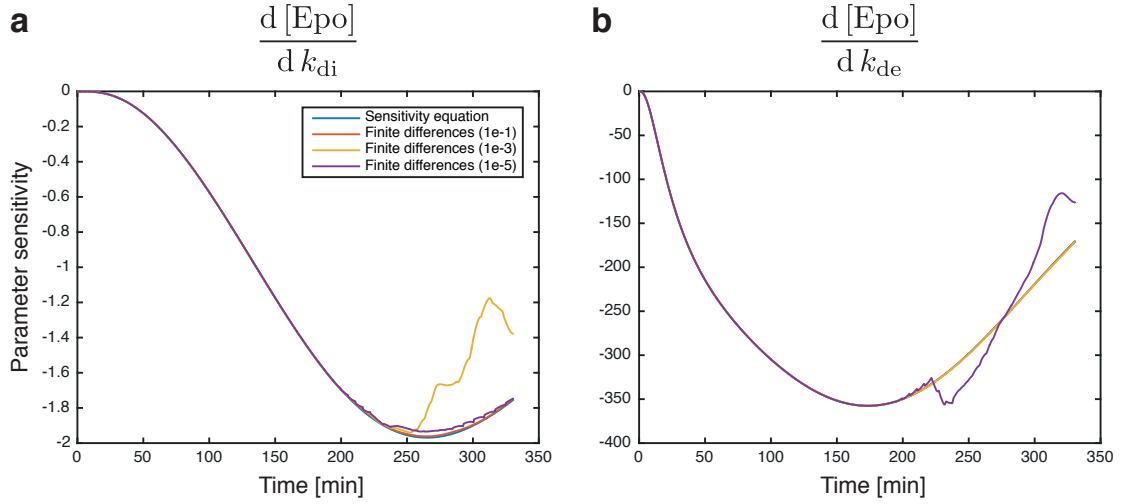 a
d [Epo]
d k_di
Parameter sensitivity
0
-0.2
-0.4
-0.6
-0.8
-1
-1.2
-1.4
-1.6
-1.8
-2
Sensitivity equation
Finite differences (1e-1)
Finite differences (1e-3)
Finite differences (1e-5)
0 50 100 150 200 250 300 350
Time [min]
b
d [Epo]
d k_de
0
-50
-100
-150
-200
-250
-300
-350
-400
0 50 100 150 200 250 300 350
Time [min]